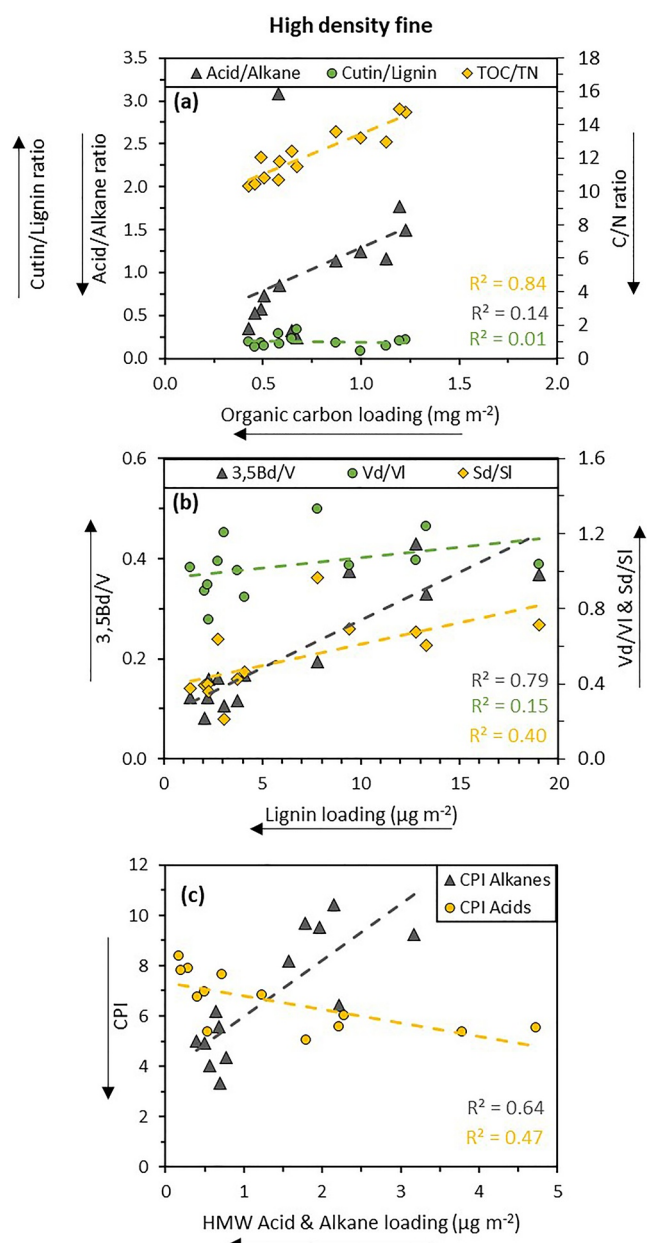 High density fine
Acid/Alkane Cutin/Lignin TOC/TN
(a)
Cutin/Lignin ratio
Acid/Alkane ratio
C/N ratio
3.5
3.0
2.5
2.0
1.5
1.0
0.5
0.0
18
16
14
12
10
8
6
4
2
0
R² = 0.84
R² = 0.14
R² = 0.01
0.0 0.5 1.0 1.5 2.0
Organic carbon loading (mg m-2)
3,5Bd/V Vd/Vl Sd/Sl
(b)
3,5Bd/V
Vd/Vl & Sd/Sl
0.6
0.4
0.2
0.0
1.6
1.2
0.8
0.4
0.0
R² = 0.79
R² = 0.15
R² = 0.40
0 5 10 15 20
Lignin loading (µg m-2)
CPI Alkanes
CPI Acids
(c)
CPI
12
10
8
6
4
2
0
R² = 0.64
R² = 0.47
0 1 2 3 4 5
HMW Acid & Alkane loading (µg m-2)